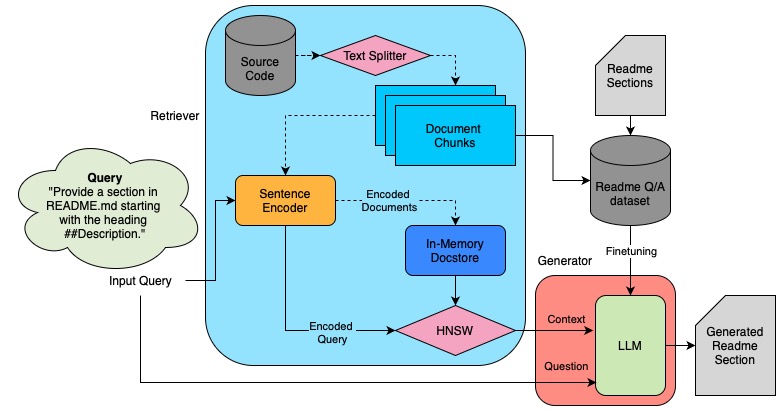 Source
Code
Text Splitter
Readme
Sections
Retriever
Document
Chunks
Query
"Provide a section in
README.md starting
with the heading
##Description."
Sentence
Encoder
Encoded
Documents
Readme Q/A
dataset
In-Memory
Docstore
Finetuning
Generator
Input Query
Encoded
Query
HNSW
Context
LLM
Generated
Readme
Section
Question